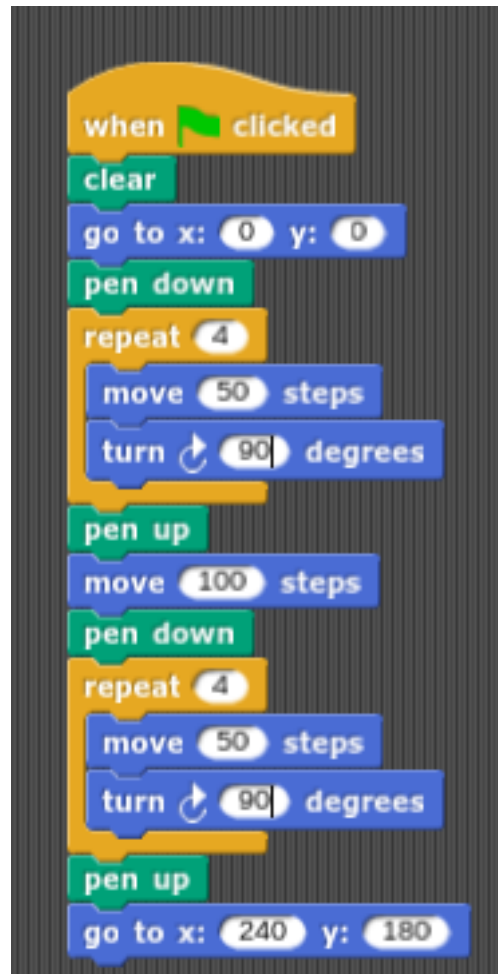 when clicked
clear
go to x: 0 y: 0
pen down
repeat 4
move 50 steps
turn 90 degrees
pen up
move 100 steps
pen down
repeat 4
move 50 steps
turn 90 degrees
pen up
go to x: 240 y: 180